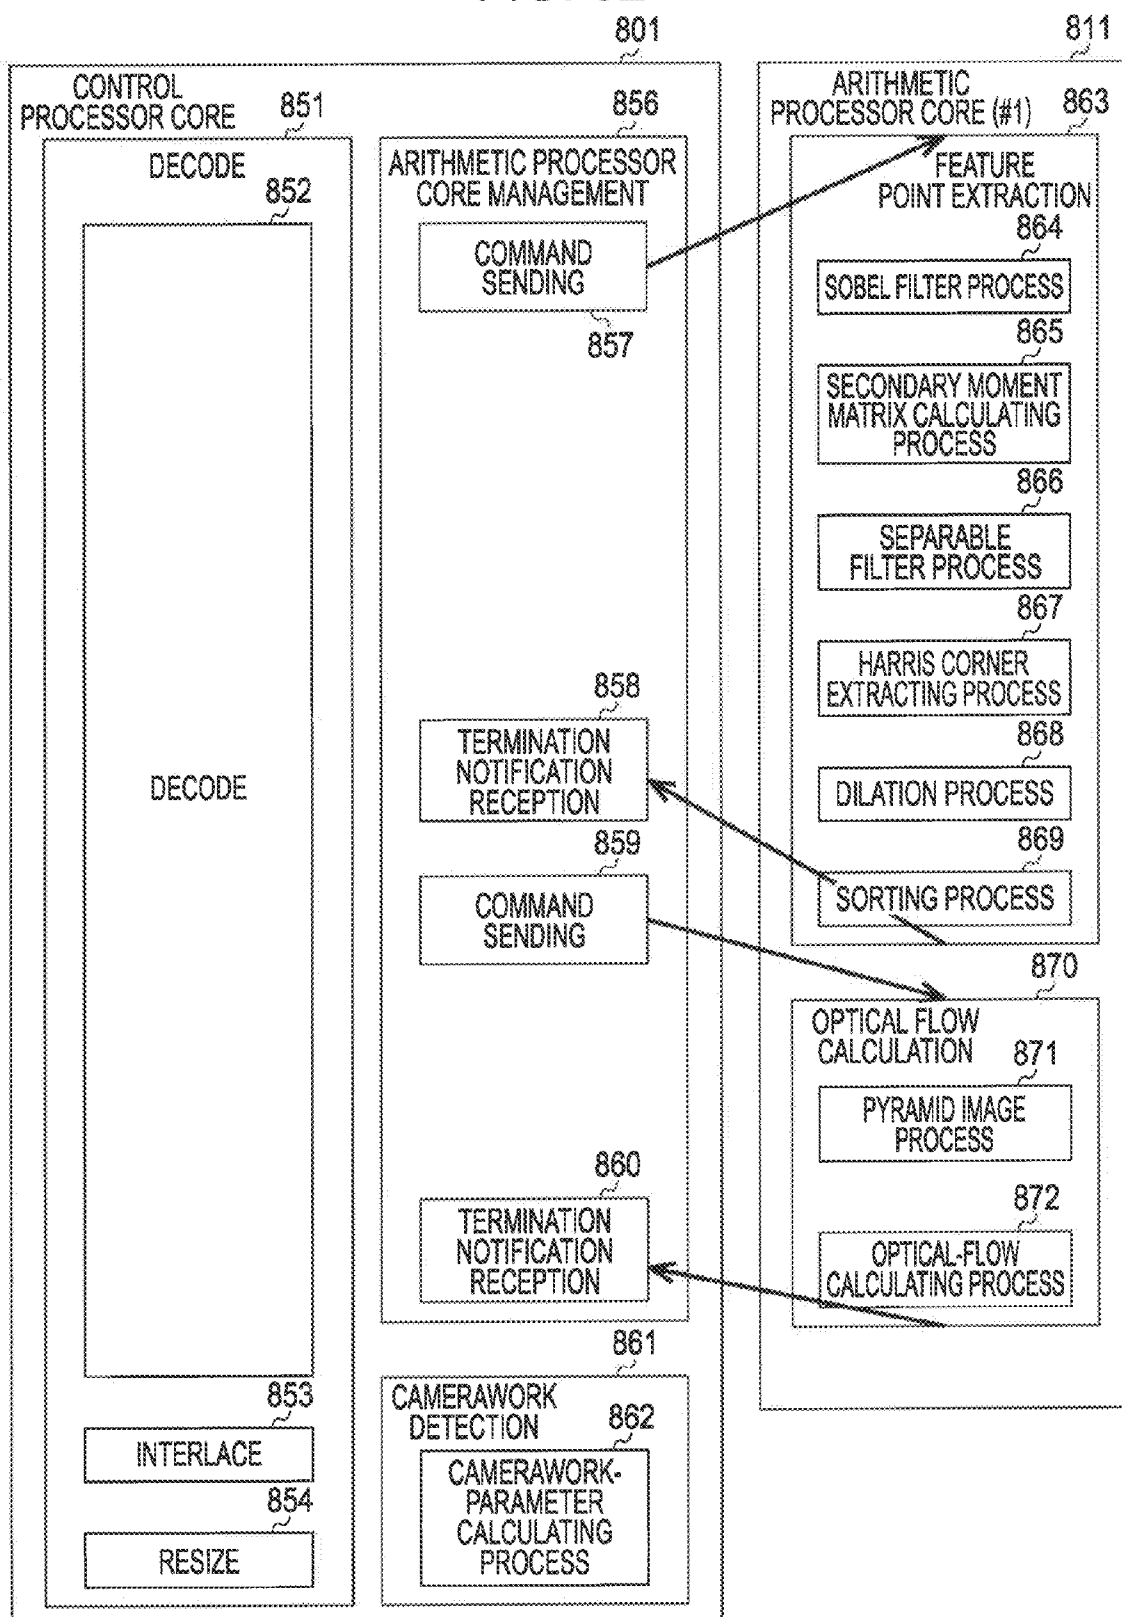 801
CONTROL
PROCESSOR CORE
851
DECODE
852
DECODE
853
INTERLACE
854
RESIZE
856
ARITHMETIC PROCESSOR
CORE MANAGEMENT
COMMAND
SENDING
857
858
TERMINATION
NOTIFICATION
RECEPTION
859
COMMAND
SENDING
860
TERMINATION
NOTIFICATION
RECEPTION
861
CAMERAWORK
DETECTION
862
CAMERAWORK-
PARAMETER
CALCULATING
PROCESS
811
ARITHMETIC
PROCESSOR CORE (#1)
863
FEATURE
POINT EXTRACTION
864
SOBEL FILTER PROCESS
865
SECONDARY MOMENT
MATRIX CALCULATING
PROCESS
866
SEPARABLE
FILTER PROCESS
867
HARRIS CORNER
EXTRACTING PROCESS
868
DILATION PROCESS
869
SORTING PROCESS
870
OPTICAL FLOW
CALCULATION
871
PYRAMID IMAGE
PROCESS
872
OPTICAL-FLOW
CALCULATING PROCESS